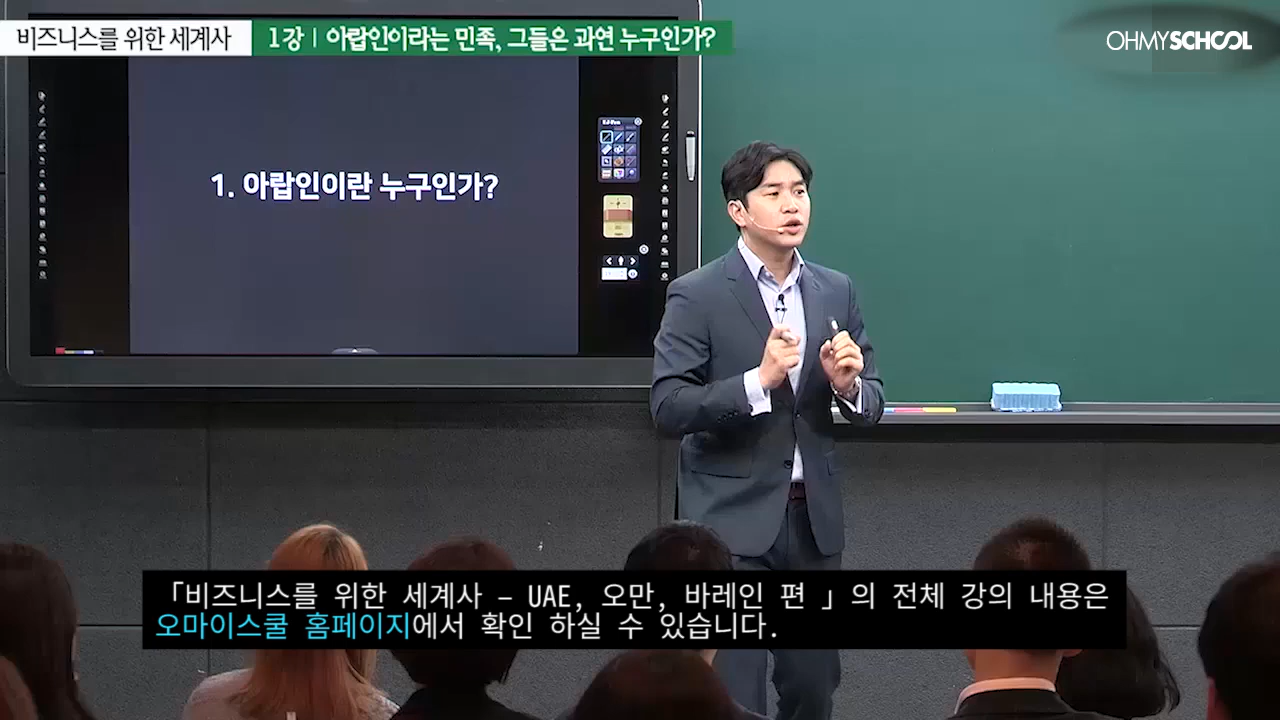 비즈니스를 위한 세계사
1강 | 아랍인이라는 민족, 그들은 과연 누구인가?
OHMYSCHOOL
1. 아랍인이란 누구인가?
「비즈니스를 위한 세계사 – UAE, 오만, 바레인 편 」의 전체 강의 내용은
오마이스쿨 홈페이지에서 확인 하실 수 있습니다.